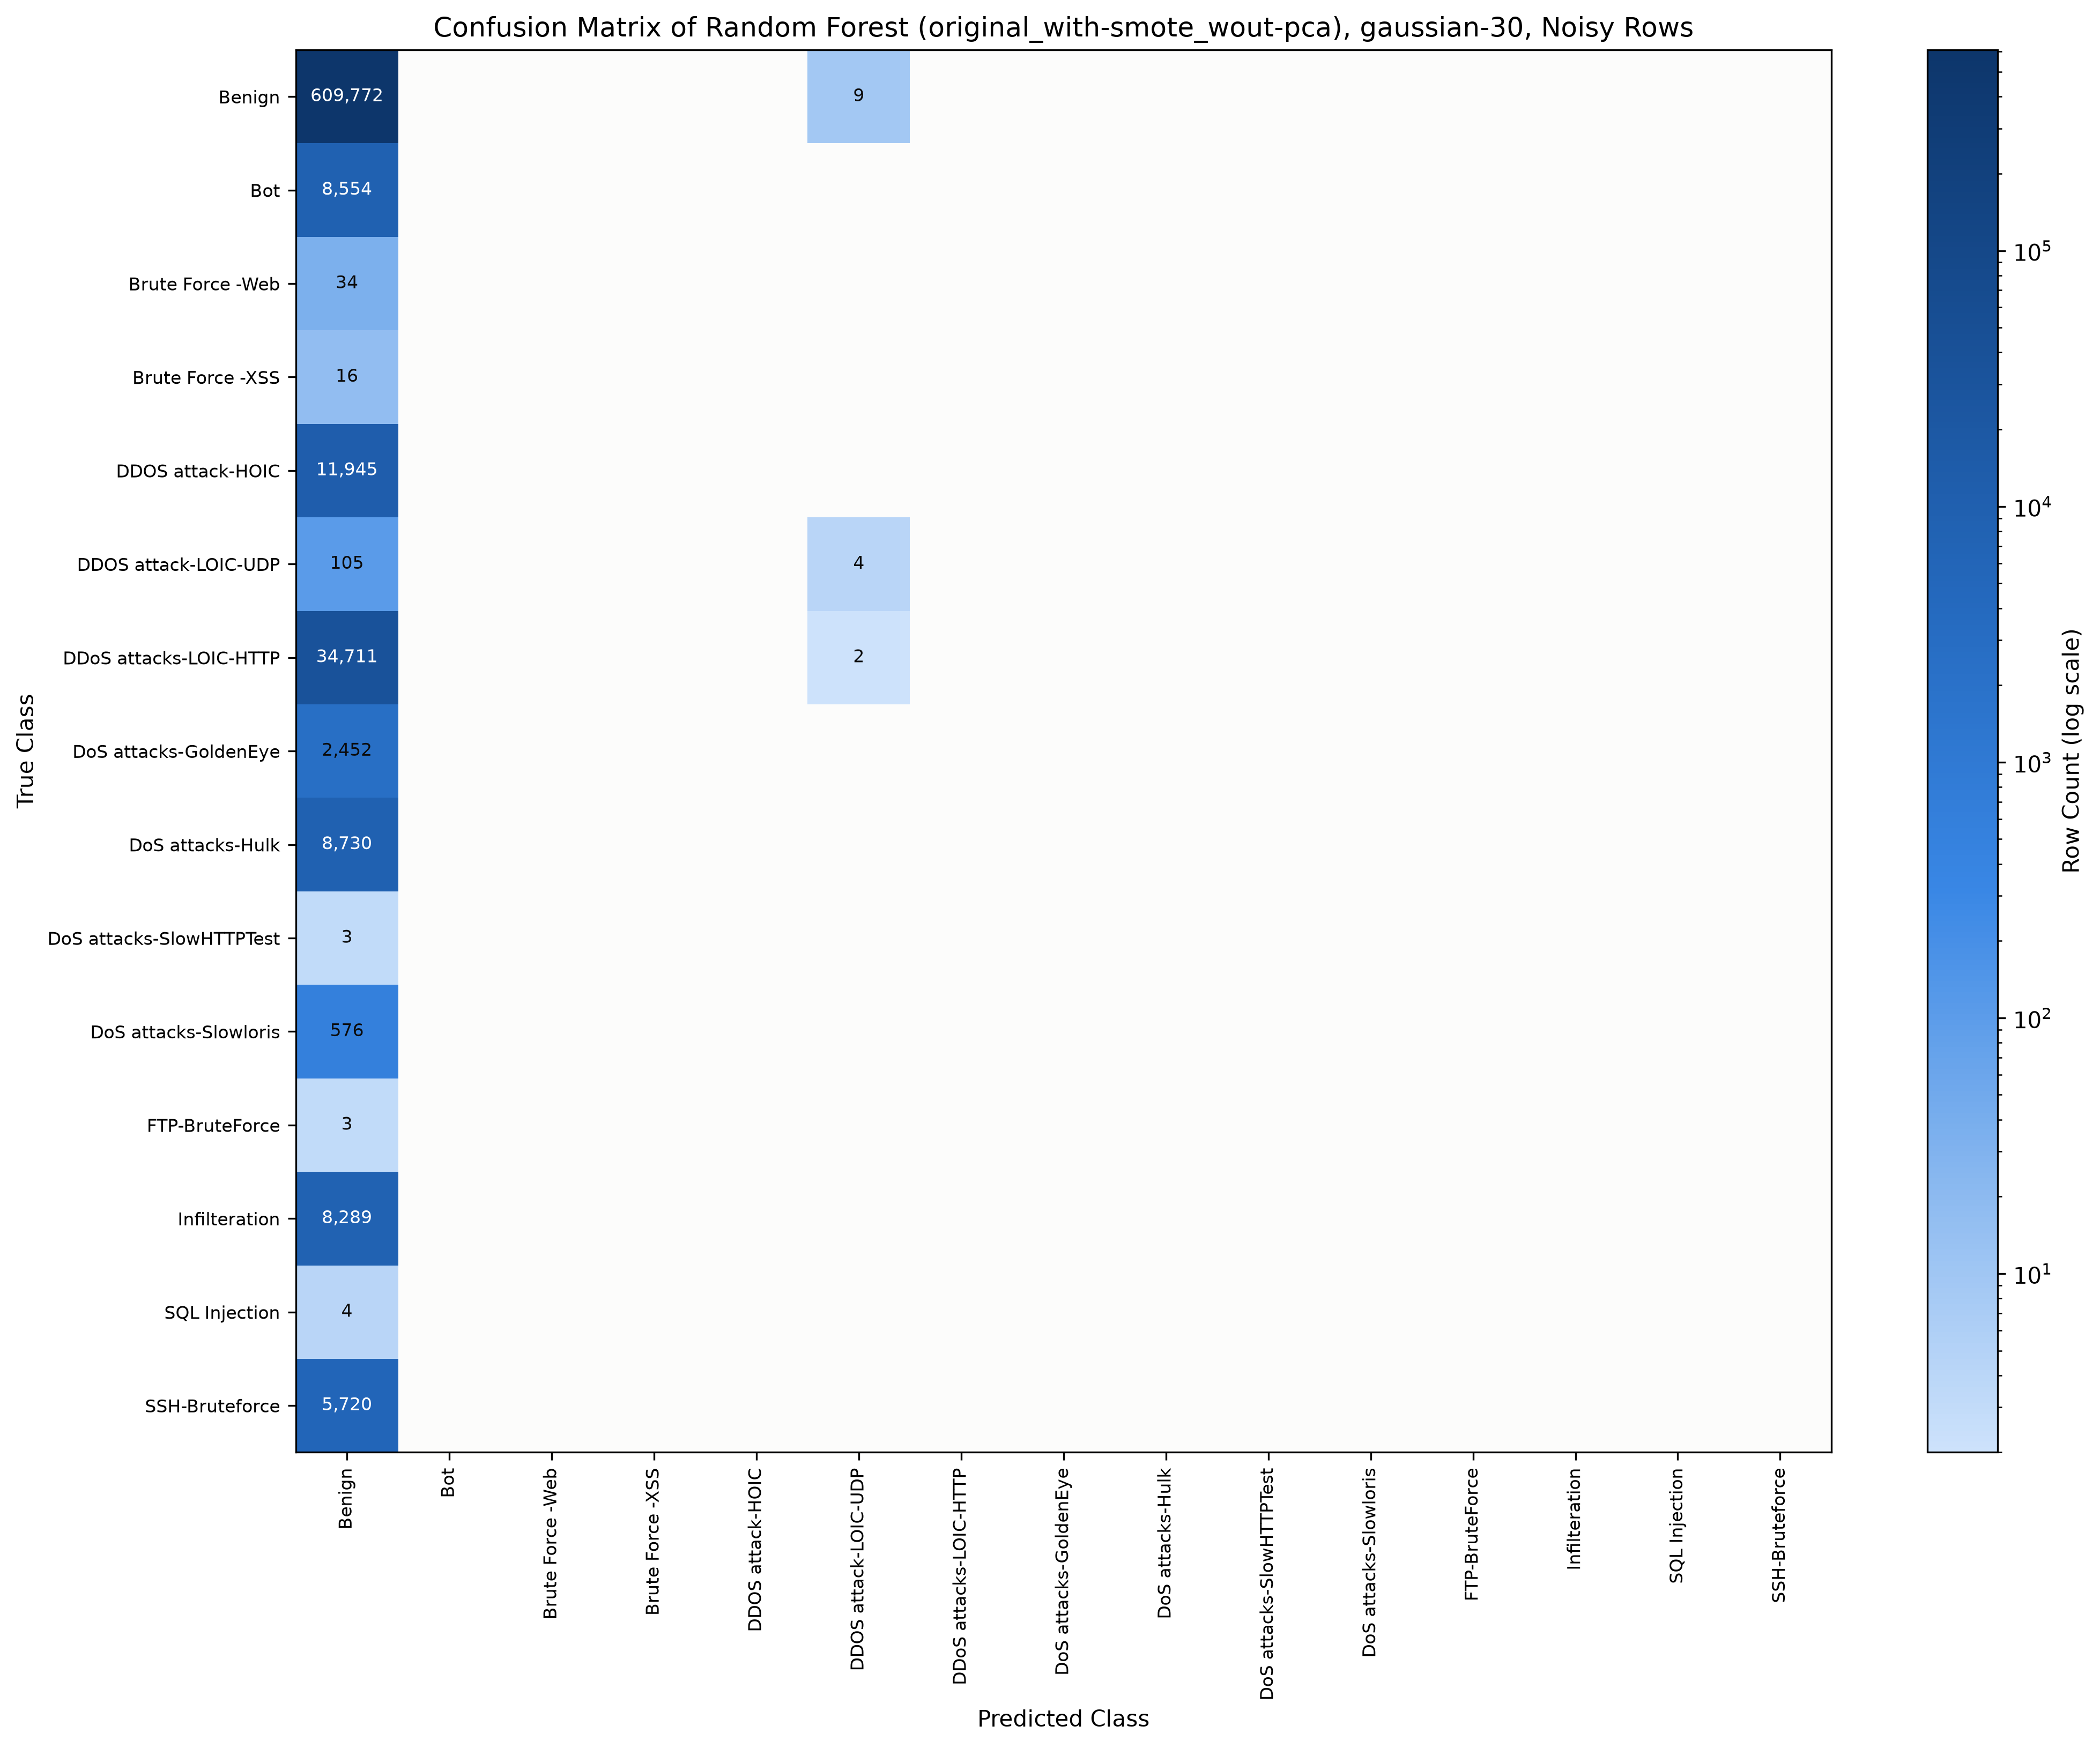 Confusion Matrix of Random Forest (original_with-smote_wout-pca), gaussian-30, Noisy Rows
True Class
Benign 609,772 9
Bot 8,554
Brute Force -Web 34
Brute Force -XSS 16
DDOS attack-HOIC 11,945
DDOS attack-LOIC-UDP 105 4
DDoS attacks-LOIC-HTTP 34,711 2
DoS attacks-GoldenEye 2,452
DoS attacks-Hulk 8,730
DoS attacks-SlowHTTPTest 3
DoS attacks-Slowloris 576
FTP-BruteForce 3
Infilteration 8,289
SQL Injection 4
SSH-Bruteforce 5,720
Benign
Bot
Brute Force -Web
Brute Force -XSS
DDOS attack-HOIC
DDOS attack-LOIC-UDP
DDoS attacks-LOIC-HTTP
DoS attacks-GoldenEye
DoS attacks-Hulk
DoS attacks-SlowHTTPTest
DoS attacks-Slowloris
FTP-BruteForce
Infilteration
SQL Injection
SSH-Bruteforce
Predicted Class
10⁵
10⁴
10³
10²
10¹
Row Count (log scale)